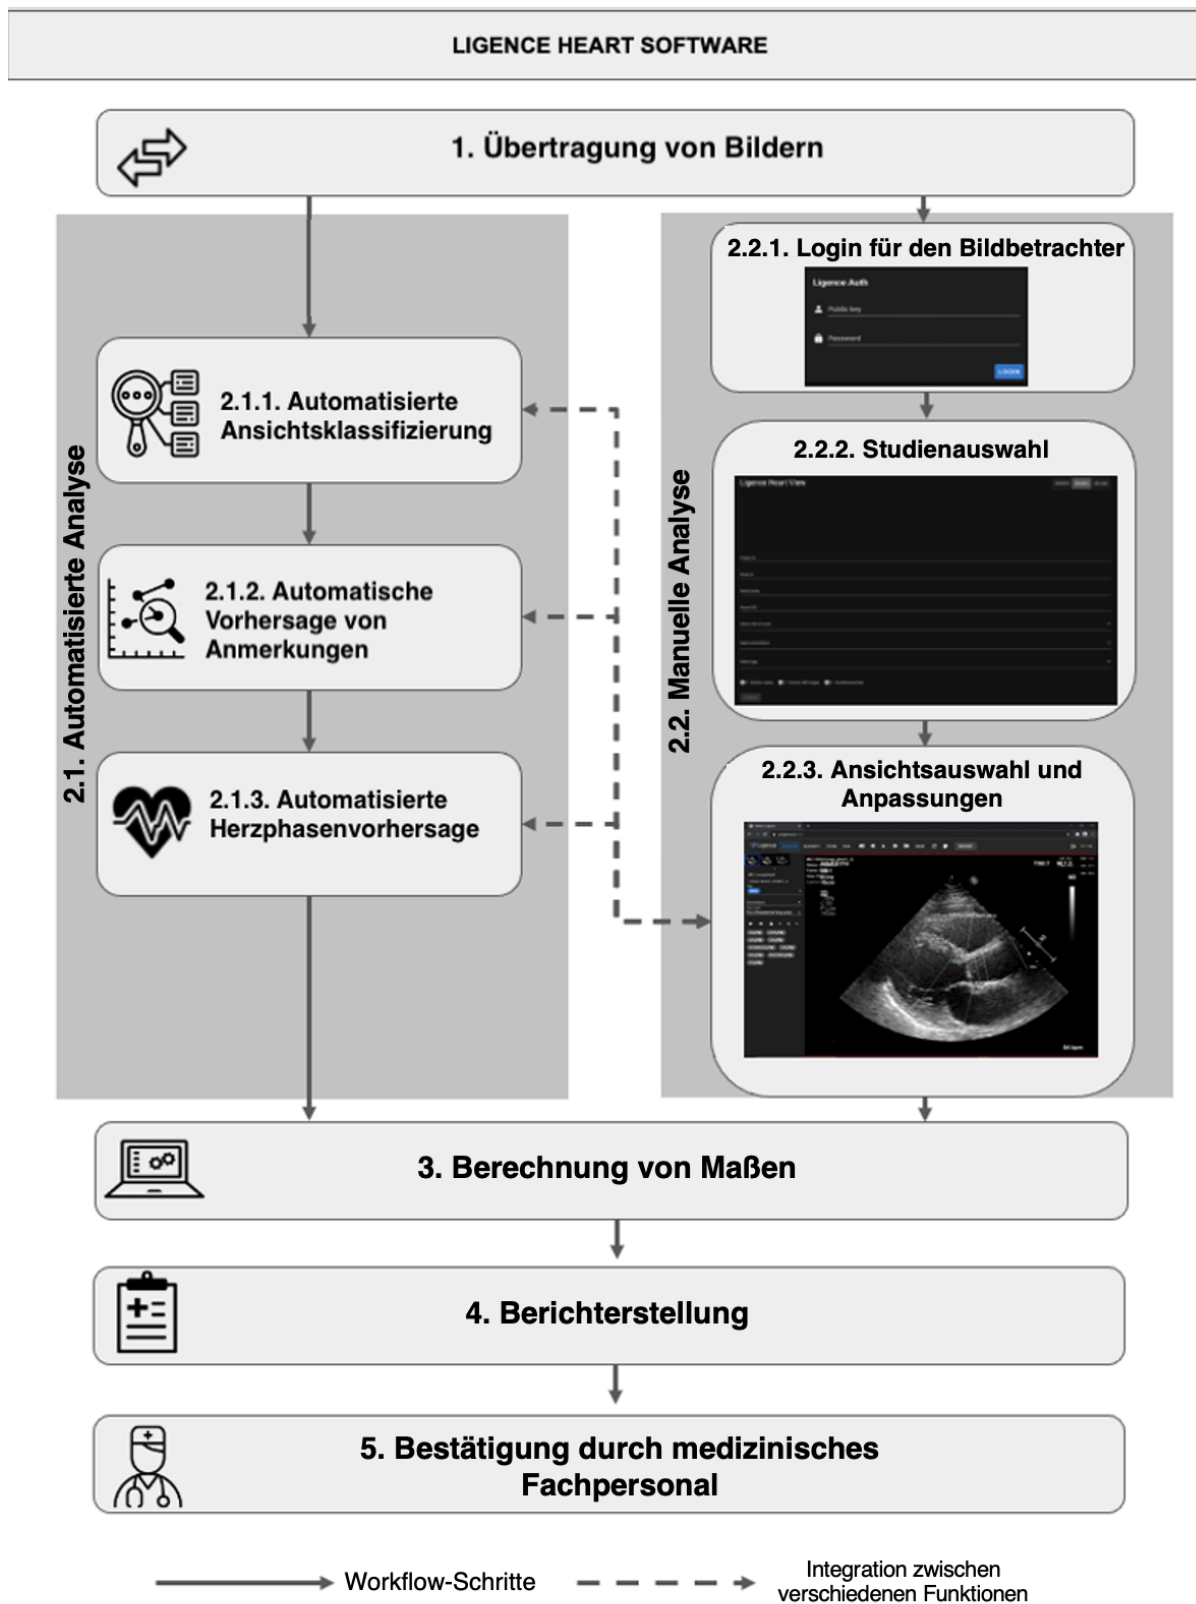 LIGENCE HEART SOFTWARE
1. Übertragung von Bildern
2.1. Automatisierte Analyse
2.1.1. Automatisierte
Ansichtsklassifizierung
2.1.2. Automatische
Vorhersage von
Anmerkungen
2.1.3. Automatisierte
Herzphasenvorhersage
2.2. Manuelle Analyse
2.2.1. Login für den Bildbetrachter
Ligence Auth
Public key
Password
LOGIN
2.2.2. Studienauswahl
Ligence Heart View
2.2.3. Ansichtsauswahl und
Anpassungen
3. Berechnung von Maßen
4. Berichterstellung
5. Bestätigung durch medizinisches
Fachpersonal
Workflow-Schritte
Integration zwischen
verschiedenen Funktionen